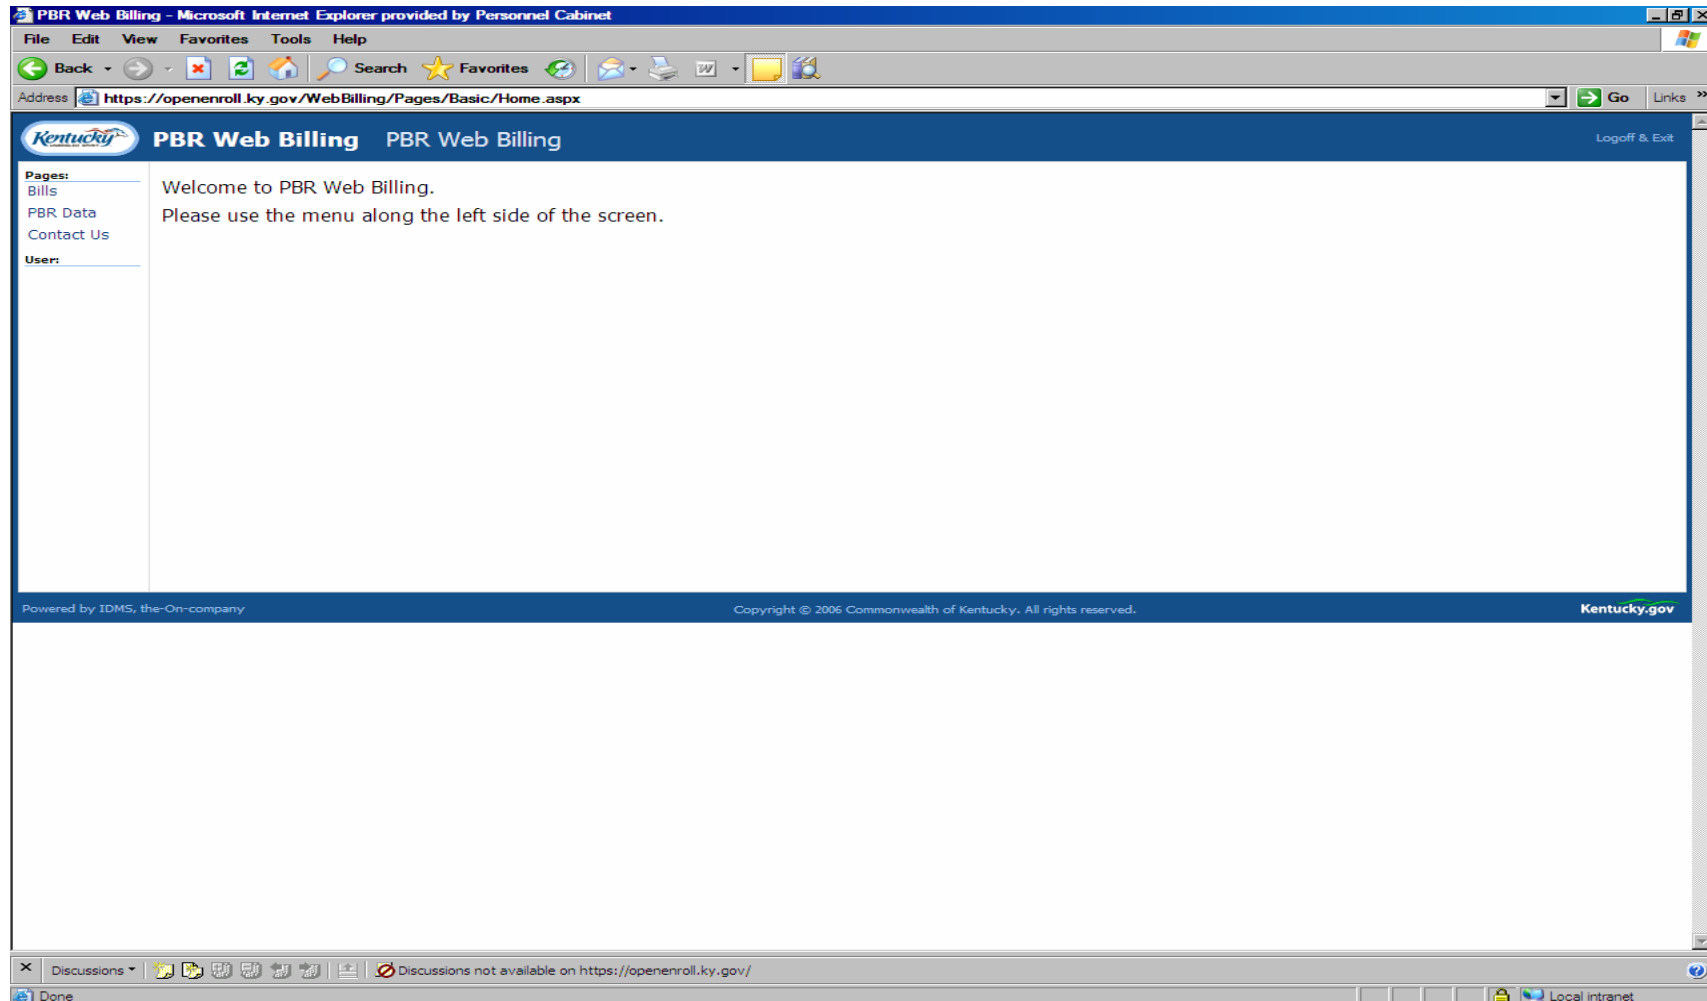 PBR Web Billing - Microsoft Internet Explorer provided by Personnel Cabinet
File Edit View Favorites Tools Help
Back Search Favorites
Address https://openenroll.ky.gov/WebBilling/Pages/Basic/Home.aspx Go Links »
Kentucky PBR Web Billing PBR Web Billing Logoff & Exit
Pages:
Bills
PBR Data
Contact Us
User:
Welcome to PBR Web Billing.
Please use the menu along the left side of the screen.
Powered by IDMS, the-On-company Copyright © 2006 Commonwealth of Kentucky. All rights reserved. Kentucky.gov
Discussions Discussions not available on https://openenroll.ky.gov/
Done Local intranet